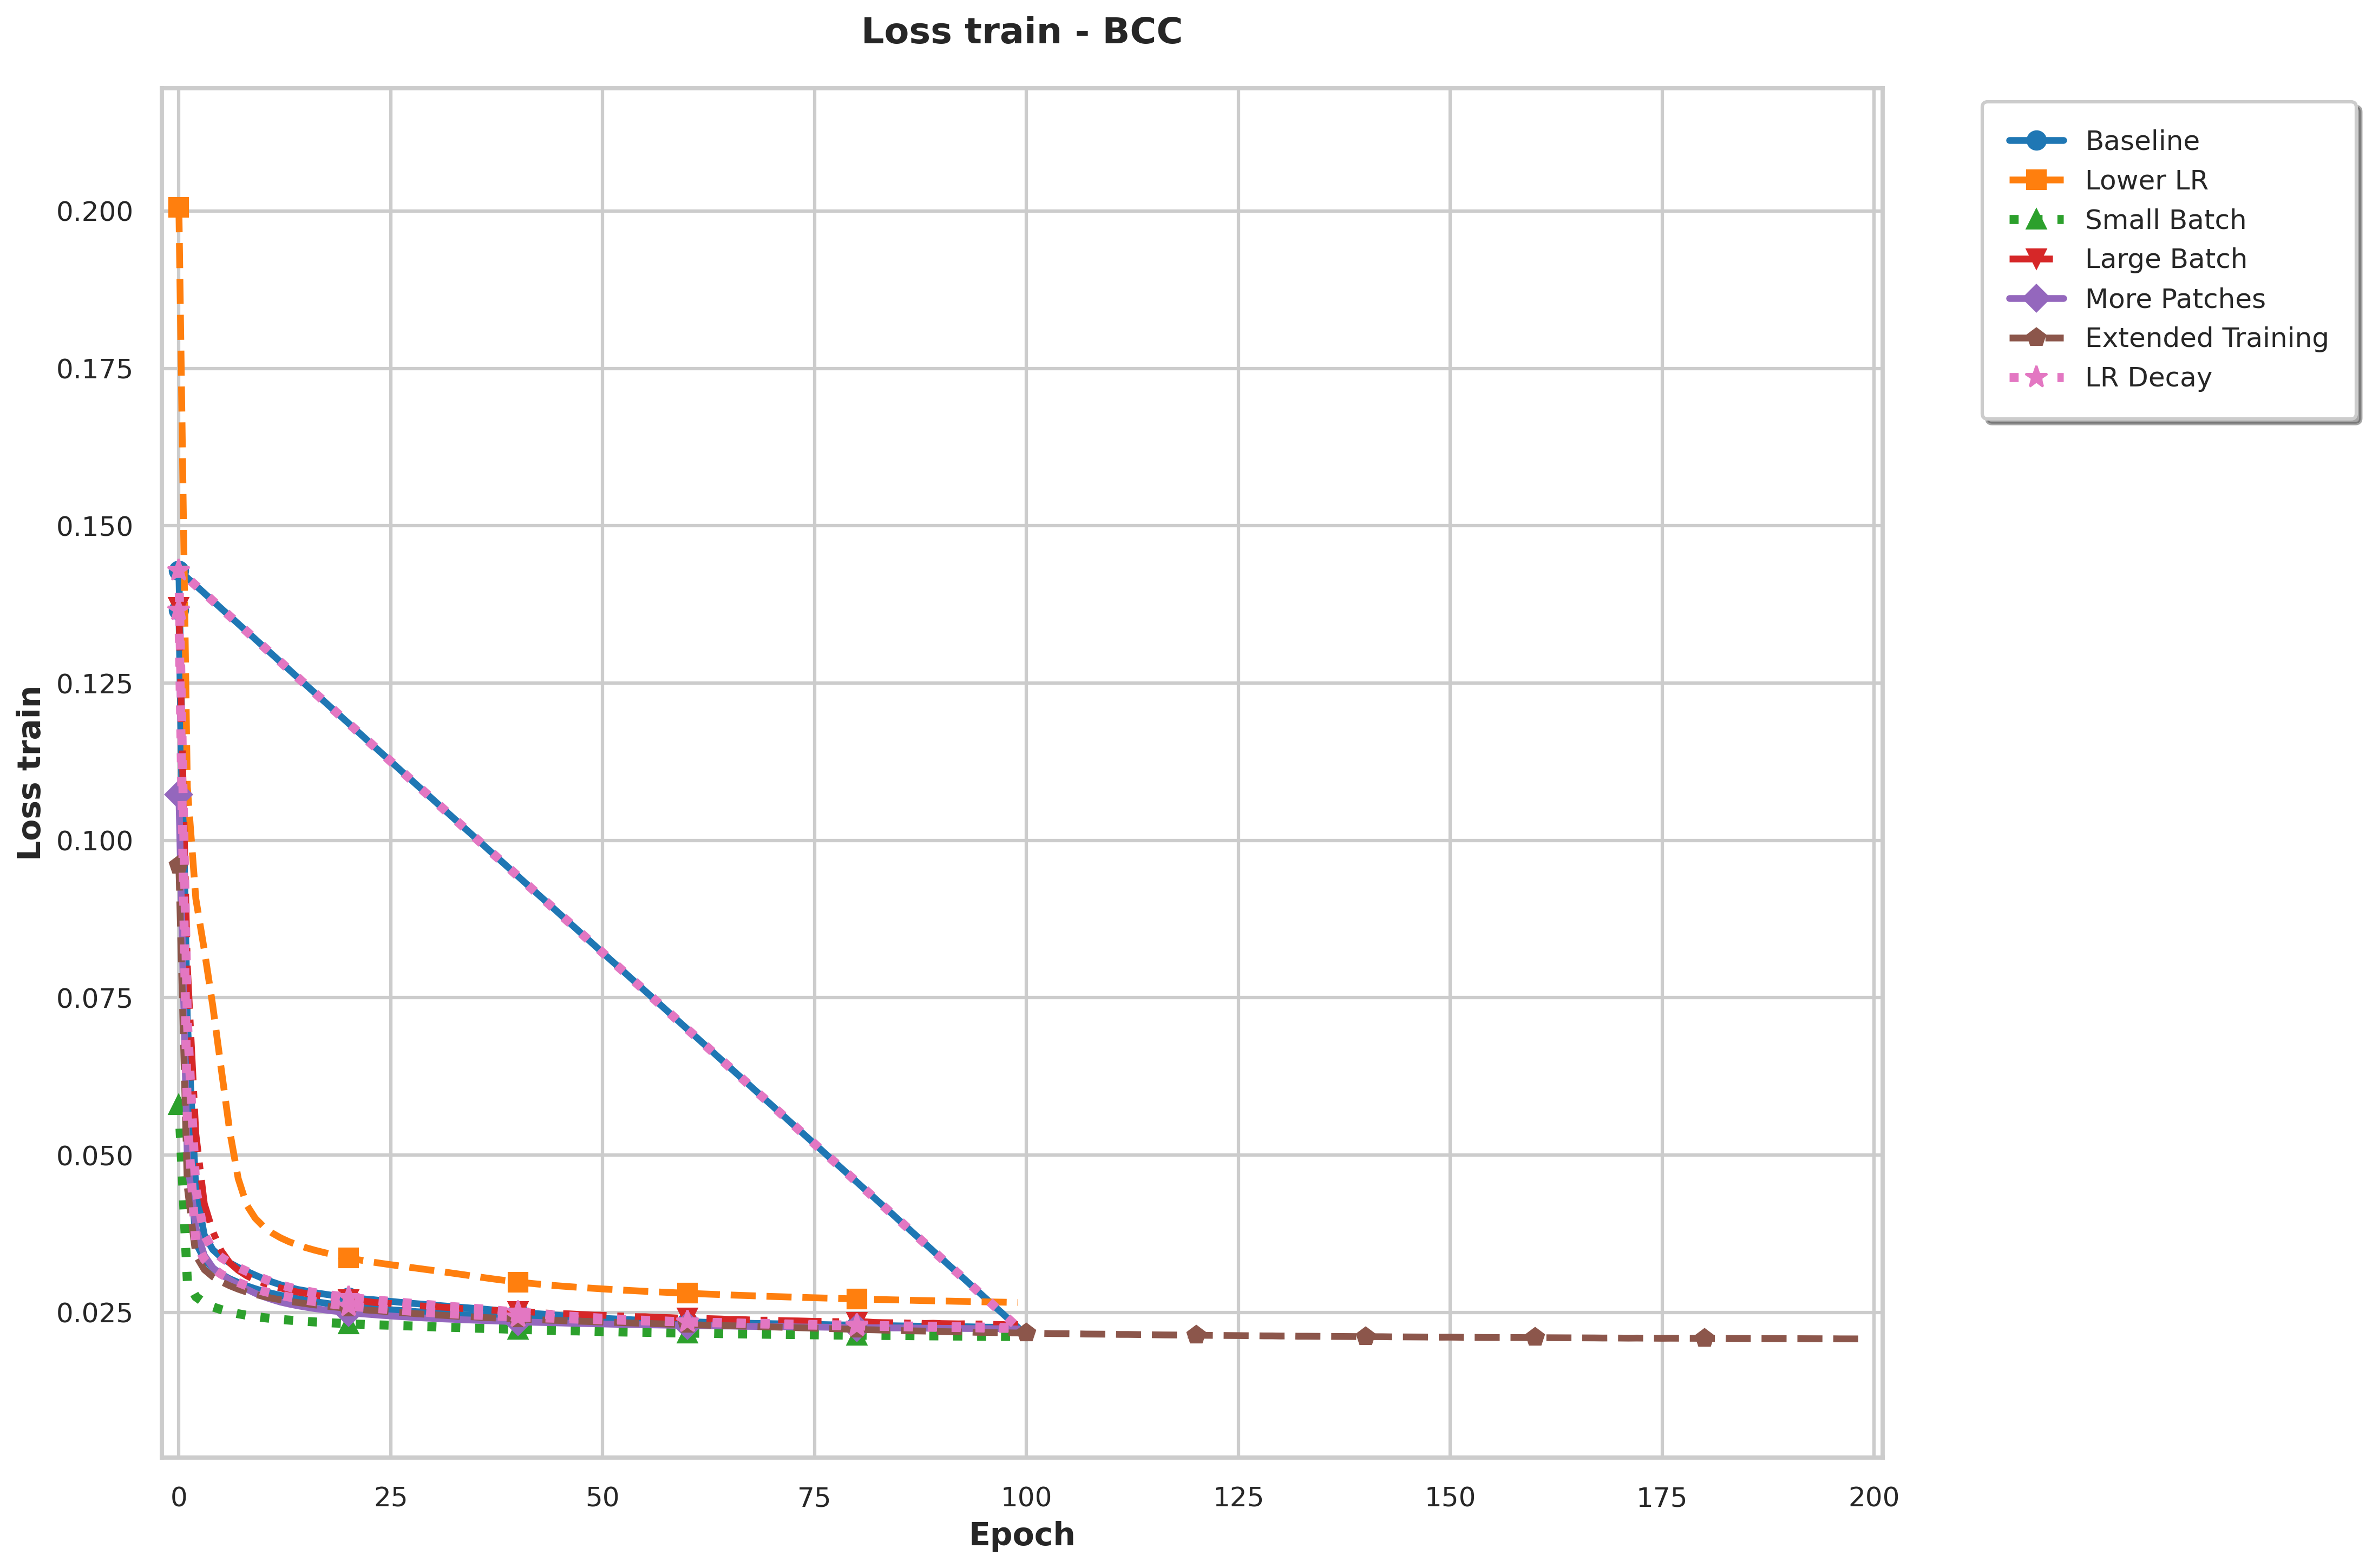 Loss train - BCC
Baseline
Lower LR
Small Batch
Large Batch
More Patches
Extended Training
LR Decay
Loss train
0.200
0.175
0.150
0.125
0.100
0.075
0.050
0.025
0 25 50 75 100 125 150 175 200
Epoch